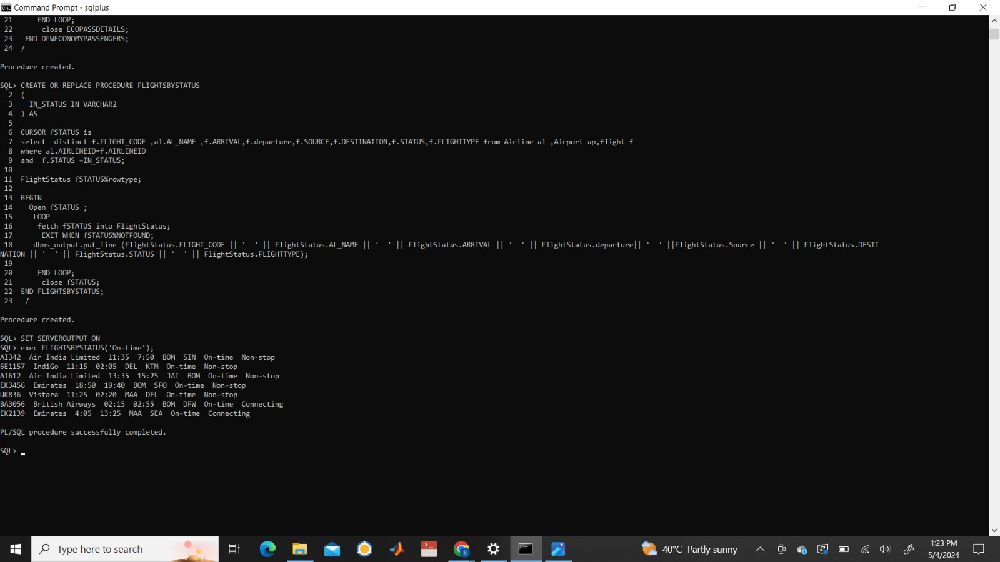 Command Prompt - sqlplus
21      END LOOP;
22       close ECOPASSDETAILS;
23   END DFWECONOMYPASSENGERS;
24  /
Procedure created.
SQL> CREATE OR REPLACE PROCEDURE FLIGHTSBYSTATUS
2  (
3    IN_STATUS IN VARCHAR2
4  ) AS
5
6  CURSOR fSTATUS is
7  select  distinct f.FLIGHT_CODE ,al.AL_NAME ,f.ARRIVAL,f.departure,f.SOURCE,f.DESTINATION,f.STATUS,f.FLIGHTTYPE from Airline al ,Airport ap,flight f
8  where al.AIRLINEID=f.AIRLINEID
9  and  f.STATUS =IN_STATUS;
10
11  FlightStatus fSTATUS%rowtype;
12
13  BEGIN
14    Open fSTATUS ;
15     LOOP
16      fetch fSTATUS into FlightStatus;
17       EXIT WHEN fSTATUS%NOTFOUND;
18     dbms_output.put_line (FlightStatus.FLIGHT_CODE || '  ' || FlightStatus.AL_NAME || '  ' || FlightStatus.ARRIVAL || '  ' || FlightStatus.departure|| '  ' ||FlightStatus.Source || '  ' || FlightStatus.DESTI
NATION || '  ' || FlightStatus.STATUS || '  ' || FlightStatus.FLIGHTTYPE);
19
20      END LOOP;
21       close fSTATUS;
22  END FLIGHTSBYSTATUS;
23   /
Procedure created.
SQL> SET SERVEROUTPUT ON
SQL> exec FLIGHTSBYSTATUS('On-time');
AI342  Air India Limited  11:35  7:50  BOM  SIN  On-time  Non-stop
6E1157  IndiGo  11:15  02:05  DEL  KTM  On-time  Non-stop
AI612  Air India Limited  13:35  15:25  JAI  BOM  On-time  Non-stop
EK3456  Emirates  18:50  19:40  BOM  SFO  On-time  Non-stop
UK836  Vistara  11:25  02:20  MAA  DEL  On-time  Non-stop
BA3056  British Airways  02:15  02:55  BOM  DFW  On-time  Connecting
EK2139  Emirates  4:05  13:25  MAA  SEA  On-time  Connecting
PL/SQL procedure successfully completed.
SQL>
Type here to search
40°C  Partly sunny
1:23 PM
5/4/2024